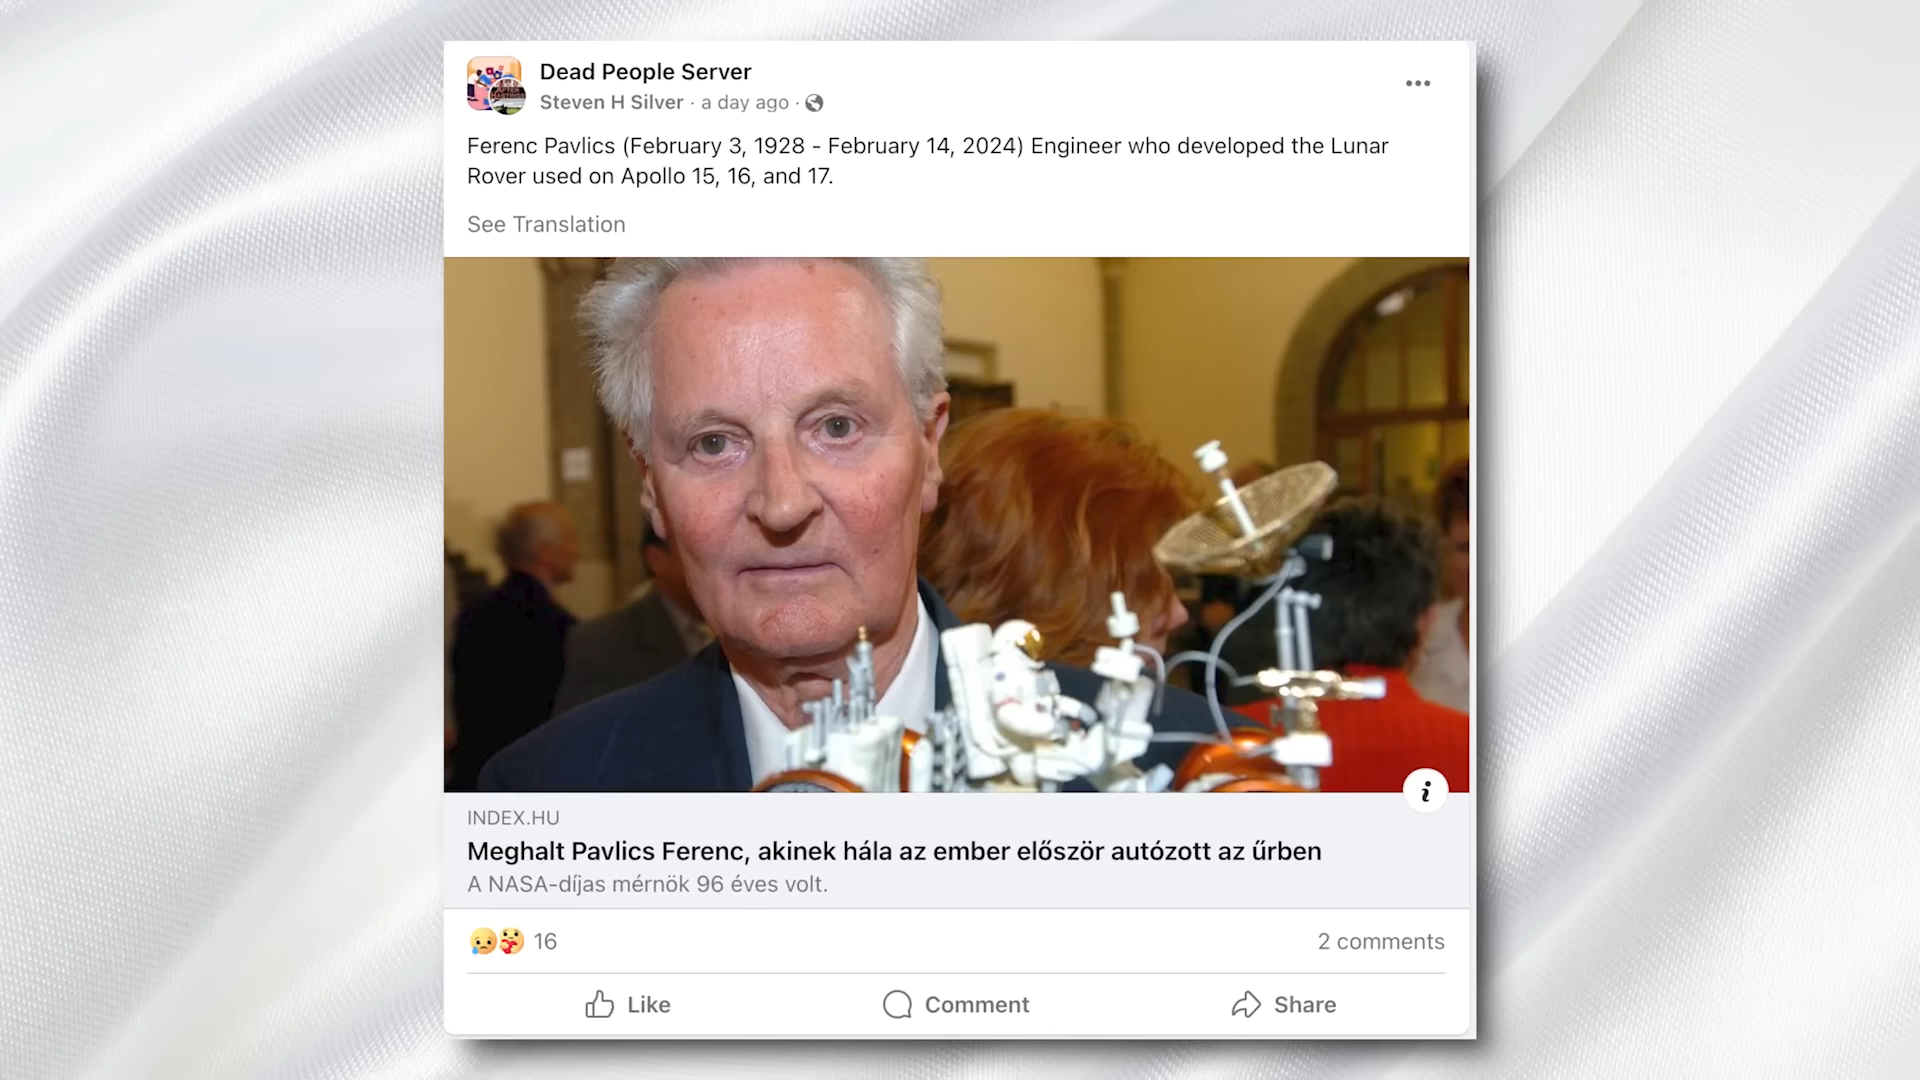 Dead People Server
Steven H Silver · a day ago ·
Ferenc Pavlics (February 3, 1928 - February 14, 2024) Engineer who developed the Lunar
Rover used on Apollo 15, 16, and 17.
See Translation
INDEX.HU
Meghalt Pavlics Ferenc, akinek hála az ember először autózott az űrben
A NASA-díjas mérnök 96 éves volt.
16
2 comments
Like
Comment
Share